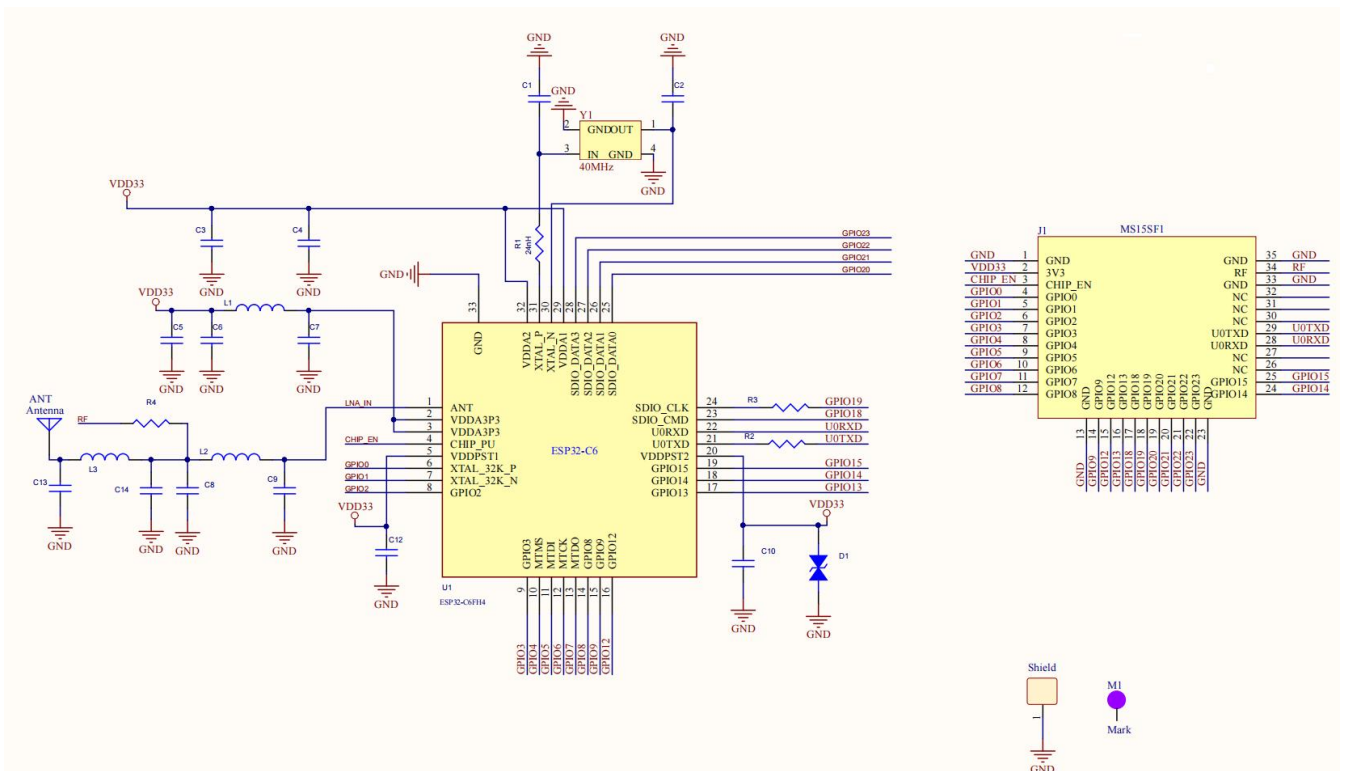 GND
GND
C1
C2
GND
Y1
2
GND
OUT
1
3
IN
GND
4
40MHz
GND
VDD33
C3
C4
GND
GND
R1
24nH
GPIO23
GPIO22
GPIO21
GPIO20
GND
VDD33
L1
C5
C6
C7
GND
GND
GND
33
32
31
30
29
28
27
26
25
GND
VDDA2
XTAL_P
XTAL_N
VDDA1
SDIO_DATA3
SDIO_DATA2
SDIO_DATA1
SDIO_DATA0
ANT
Antenna
RF
R4
LNA_IN
1
ANT
2
VDDA3P3
3
VDDA3P3
CHIP_EN
4
CHIP_PU
5
VDDPST1
GPIO0
6
XTAL_32K_P
GPIO1
7
XTAL_32K_N
GPIO2
8
GPIO2
ESP32-C6
SDIO_CLK
24
R3
GPIO19
SDIO_CMD
23
GPIO18
U0RXD
22
U0RXD
U0TXD
21
R2
U0TXD
VDDPST2
20
GPIO15
19
GPIO15
GPIO14
18
GPIO14
GPIO13
17
GPIO13
L3
L2
C13
C14
C8
C9
GND
GND
GND
GND
VDD33
C12
GND
VDD33
C10
D1
GND
GND
GPIO3
MTMS
MTDI
MTCK
MTDO
GPIO8
GPIO9
GPIO12
U1
ESP32-C6FH4
9
10
11
12
13
14
15
16
GPIO3
GPIO4
GPIO5
GPIO6
GPIO7
GPIO8
GPIO9
GPIO12
J1
MS15SF1
GND 1 GND
VDD33 2 3V3
CHIP_EN 3 CHIP_EN
GPIO0 4 GPIO0
GPIO1 5 GPIO1
GPIO2 6 GPIO2
GPIO3 7 GPIO3
GPIO4 8 GPIO4
GPIO5 9 GPIO5
GPIO6 10 GPIO6
GPIO7 11 GPIO7
GPIO8 12 GPIO8
GND 35 GND
RF 34 RF
GND 33 GND
NC 32
NC 31
NC 30
U0TXD 29 U0TXD
U0RXD 28 U0RXD
NC 27
NC 26
GPIO15 25 GPIO15
GPIO14 24 GPIO14
GND
GPIO9
GPIO12
GPIO13
GPIO18
GPIO19
GPIO20
GPIO21
GPIO22
GPIO23
GND
13
14
15
16
17
18
19
20
21
22
23
GND
GPIO9
GPIO12
GPIO13
GPIO18
GPIO19
GPIO20
GPIO21
GPIO22
GPIO23
GND
Shield
1
GND
M1
Mark